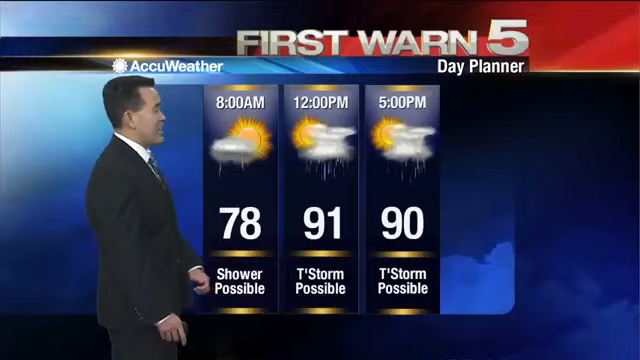 FIRST WARN 5
AccuWeather
Day Planner
8:00AM
12:00PM
5:00PM
78
91
90
Shower
Possible
T'Storm
Possible
T'Storm
Possible